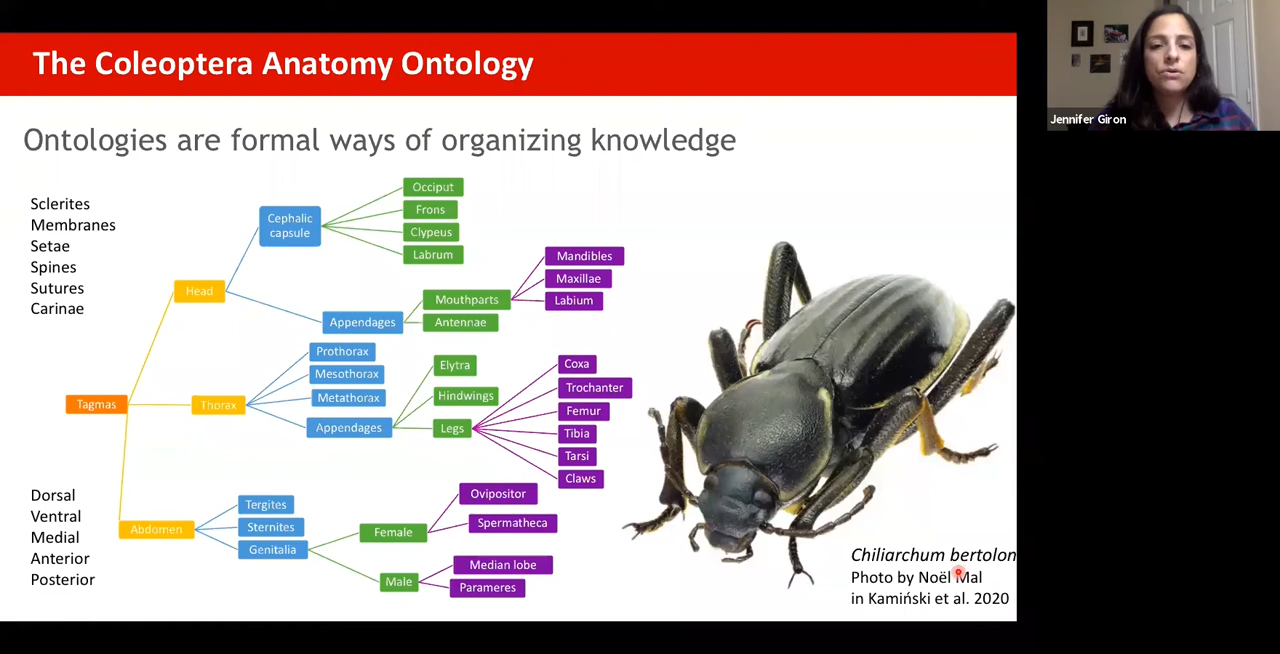 The Coleoptera Anatomy Ontology
Jennifer Giron
Ontologies are formal ways of organizing knowledge
Sclerites
Membranes
Setae
Spines
Sutures
Carinae
Tagmas
Head
Cephalic
capsule
Occiput
Frons
Clypeus
Labrum
Appendages
Mouthparts
Antennae
Mandibles
Maxillae
Labium
Thorax
Prothorax
Mesothorax
Metathorax
Appendages
Elytra
Hindwings
Legs
Coxa
Trochanter
Femur
Tibia
Tarsi
Claws
Abdomen
Tergites
Sternites
Genitalia
Female
Ovipositor
Spermatheca
Male
Median lobe
Parameres
Dorsal
Ventral
Medial
Anterior
Posterior
Chiliarchum bertolon
Photo by Noël Mal
in Kamiński et al. 2020